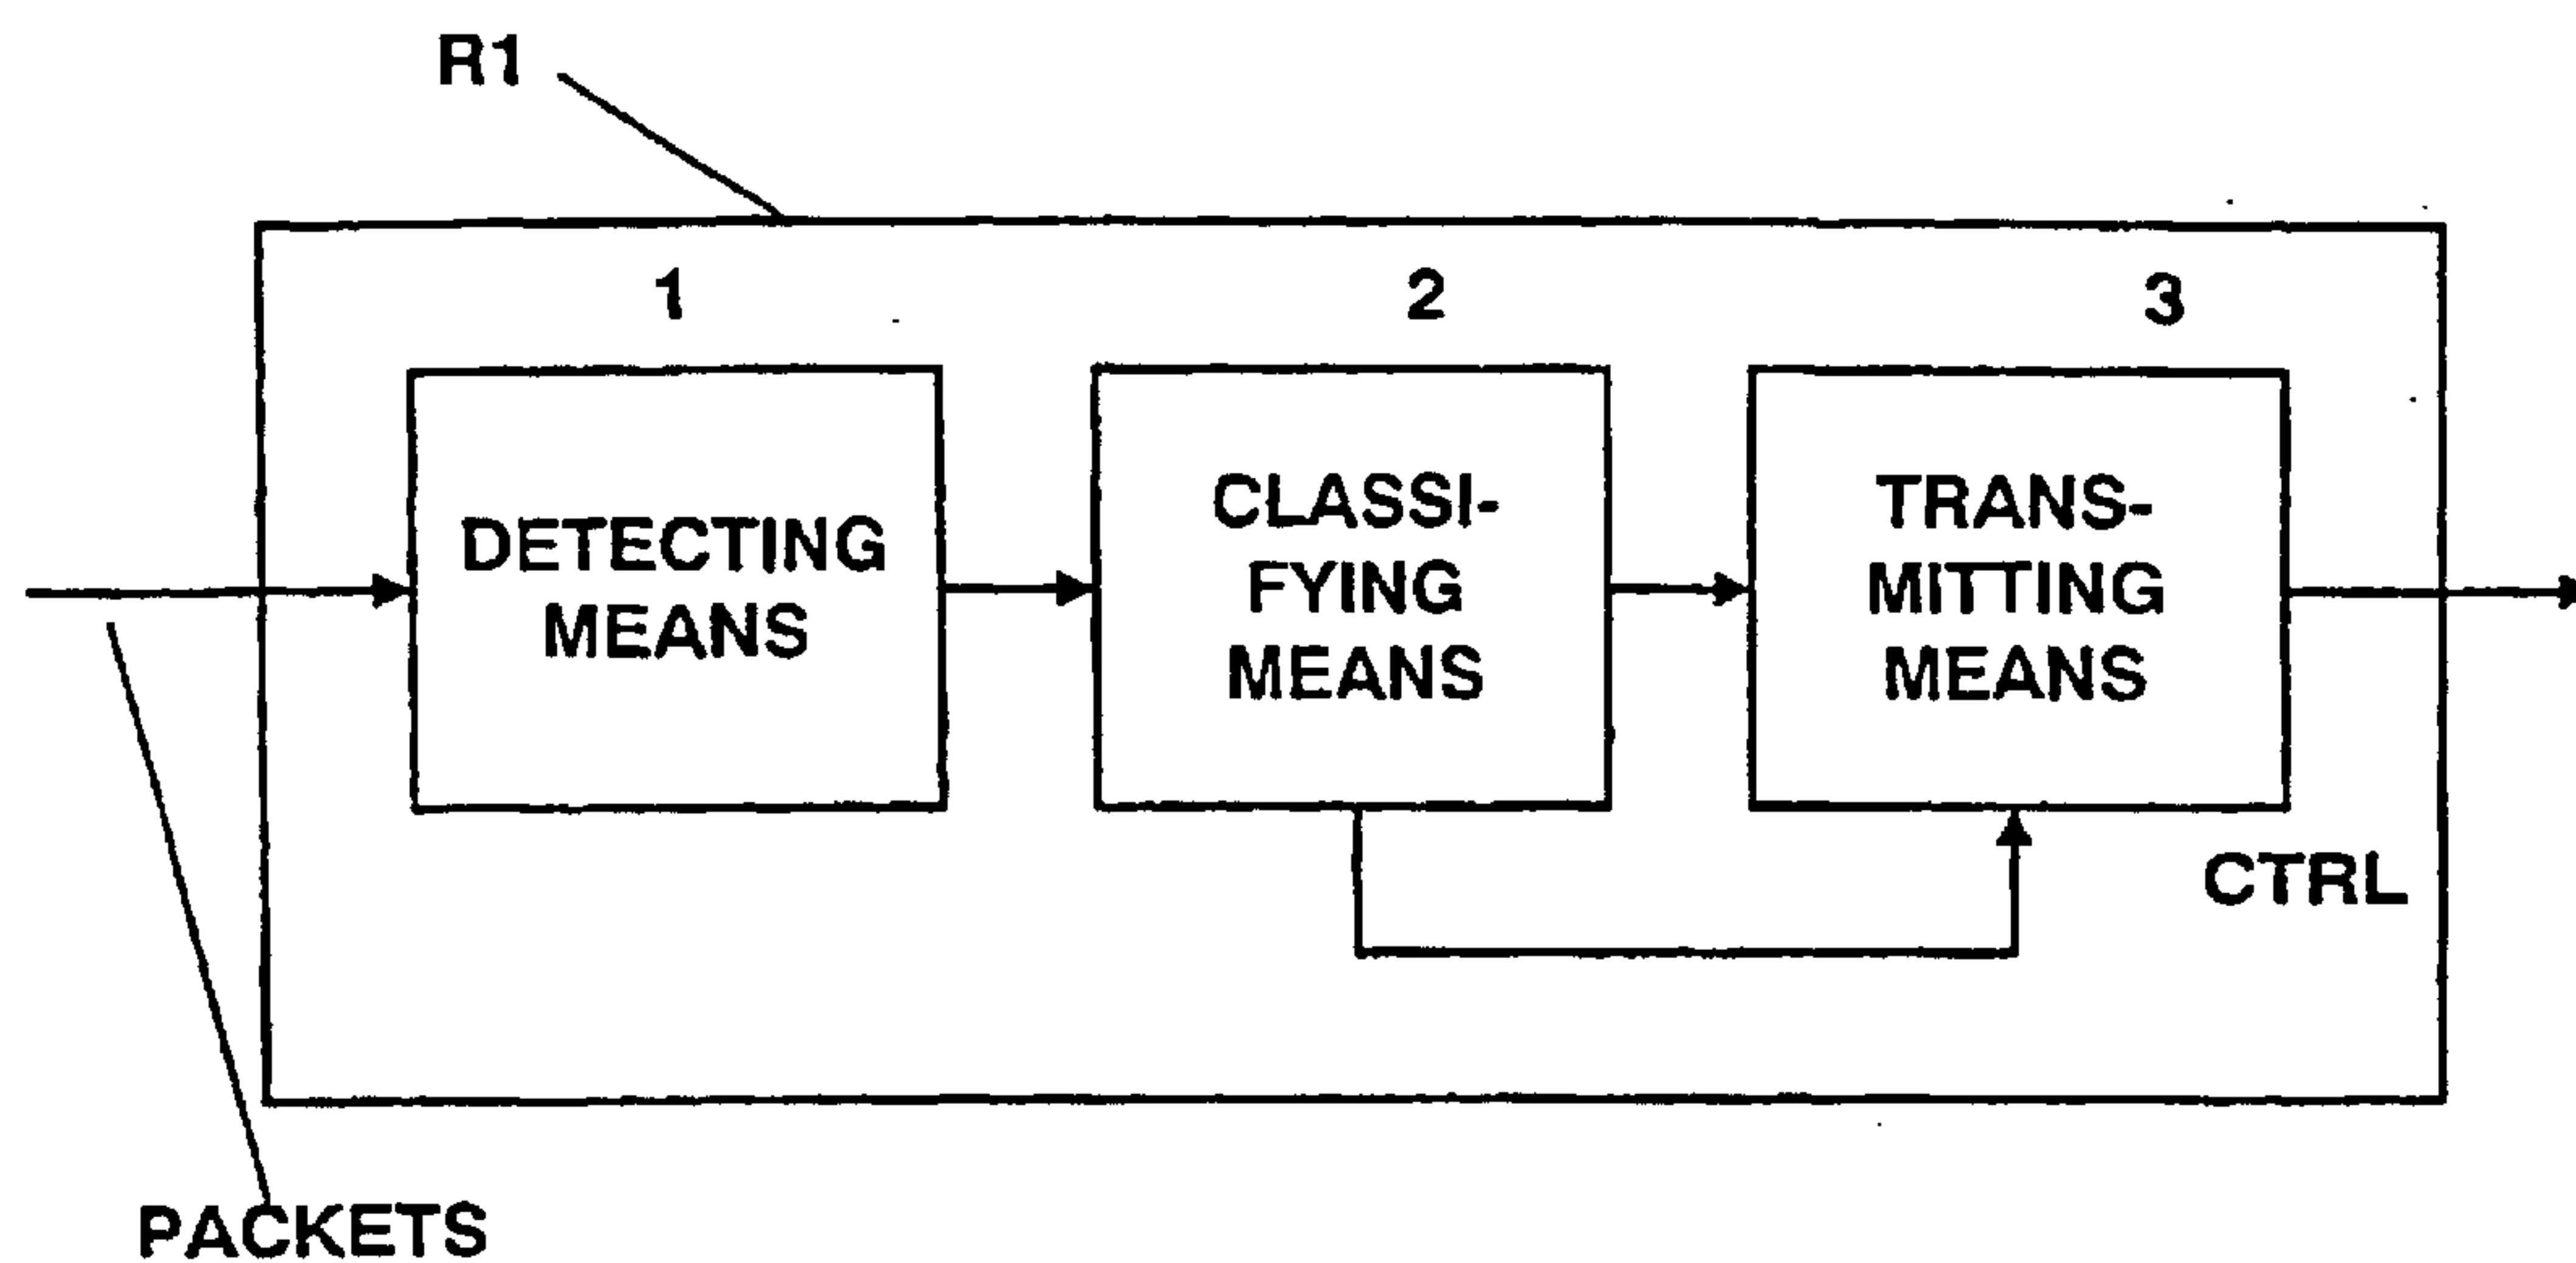 R1
1
2
3
DETECTING
MEANS
CLASSI-
FYING
MEANS
TRANS-
MITTING
MEANS
CTRL
PACKETS